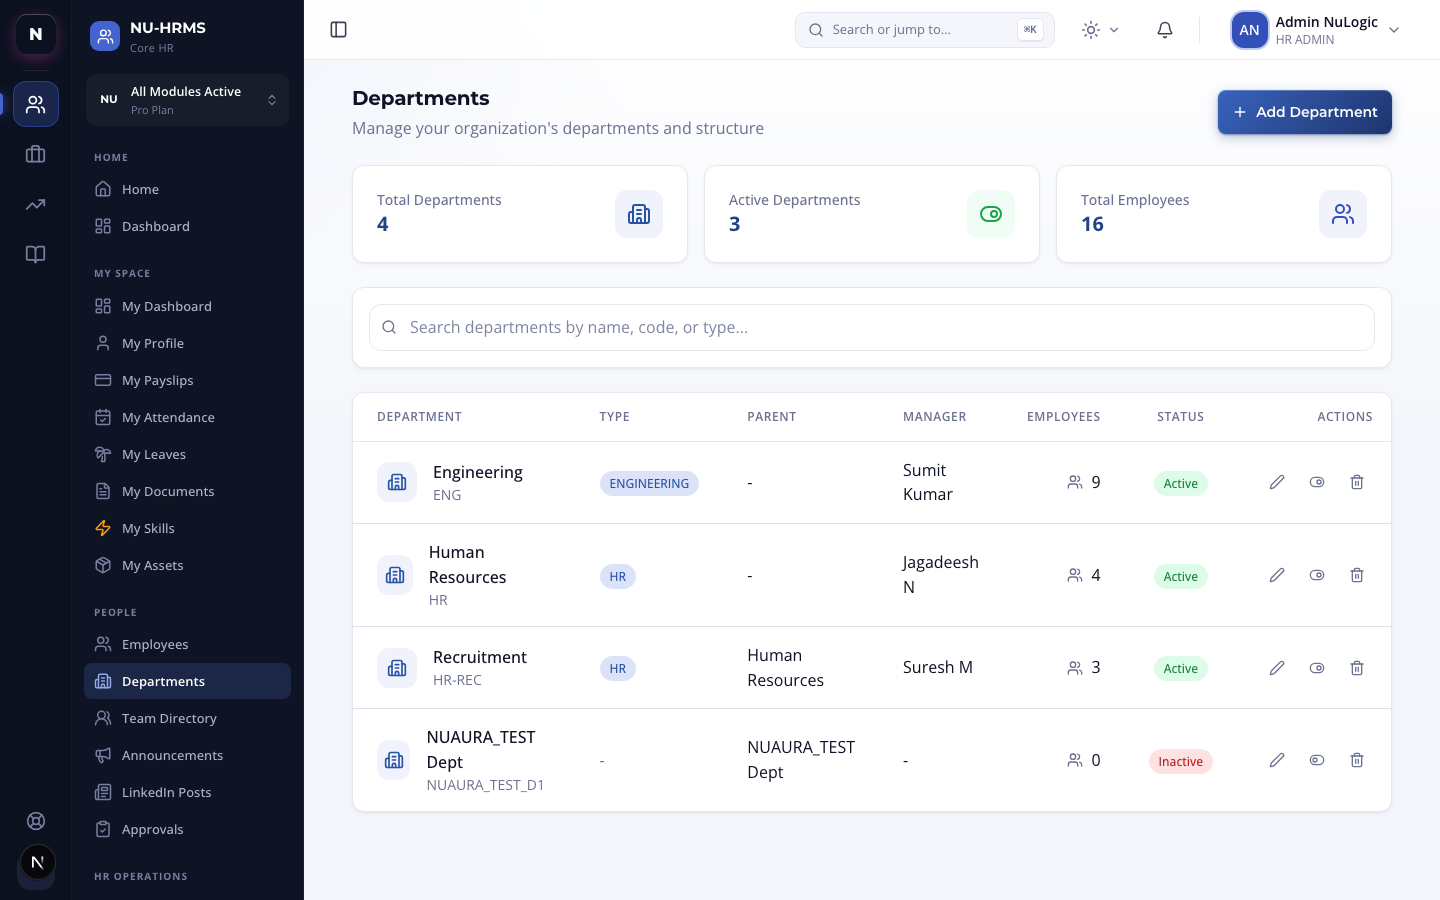 N
NU-HRMS
Core HR
NU
All Modules Active
Pro Plan
HOME
Home
Dashboard
MY SPACE
My Dashboard
My Profile
My Payslips
My Attendance
My Leaves
My Documents
My Skills
My Assets
PEOPLE
Employees
Departments
Team Directory
Announcements
LinkedIn Posts
Approvals
HR OPERATIONS
N
Search or jump to...
⌘K
AN
Admin NuLogic
HR ADMIN
Departments
Manage your organization's departments and structure
+ Add Department
Total Departments
4
Active Departments
3
Total Employees
16
Search departments by name, code, or type...
DEPARTMENT TYPE PARENT MANAGER EMPLOYEES STATUS ACTIONS
Engineering
ENG
ENGINEERING
-
Sumit
Kumar
9
Active
Human
Resources
HR
HR
-
Jagadeesh
N
4
Active
Recruitment
HR-REC
HR
Human
Resources
Suresh M
3
Active
NUAURA_TEST
Dept
NUAURA_TEST_D1
-
NUAURA_TEST
Dept
-
0
Inactive